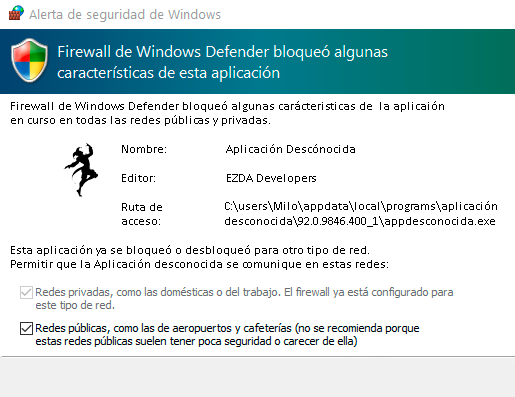 Alerta de seguridad de Windows
Firewall de Windows Defender bloqueó algunas
características de esta aplicación
Firewall de Windows Defender bloqueó algunas carácteristicas de la aplicaión
en curso en todas las redes públicas y privadas.
Nombre: Aplicación Descónocida
Editor: EZDA Developers
Ruta de C:\users\Milo\appdata\local\programs\aplicación
acceso: desconocida\92.0.9846.400_1\appdesconocida.exe
Esta aplicación ya se bloqueó o desbloqueó para otro tipo de red.
Permitir que la Aplicación desconocida se comunique en estas redes:
Redes privadas, como las domésticas o del trabajo. El firewall ya está configurado para
este tipo de red.
Redes públicas, como las de aeropuertos y cafeterías (no se recomienda porque
estas redes públicas suelen tener poca seguridad o carecer de ella)